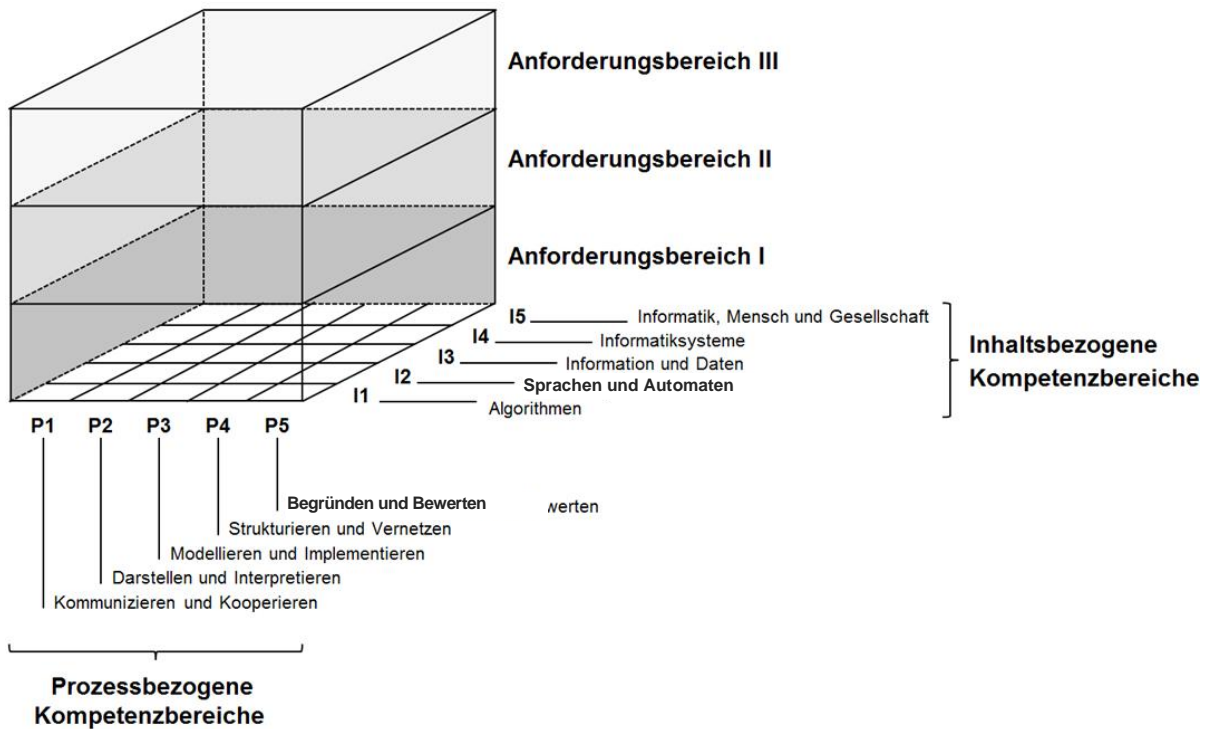 Anforderungsbereich III
Anforderungsbereich II
Anforderungsbereich I
I5 Informatik, Mensch und Gesellschaft
I4 Informatiksysteme
I3 Information und Daten
I2 Sprachen und Automaten
I1 Algorithmen
Inhaltsbezogene
Kompetenzbereiche
P1 P2 P3 P4 P5
Begründen und Bewerten
Strukturieren und Vernetzen
Modellieren und Implementieren
Darstellen und Interpretieren
Kommunizieren und Kooperieren
Prozessbezogene
Kompetenzbereiche